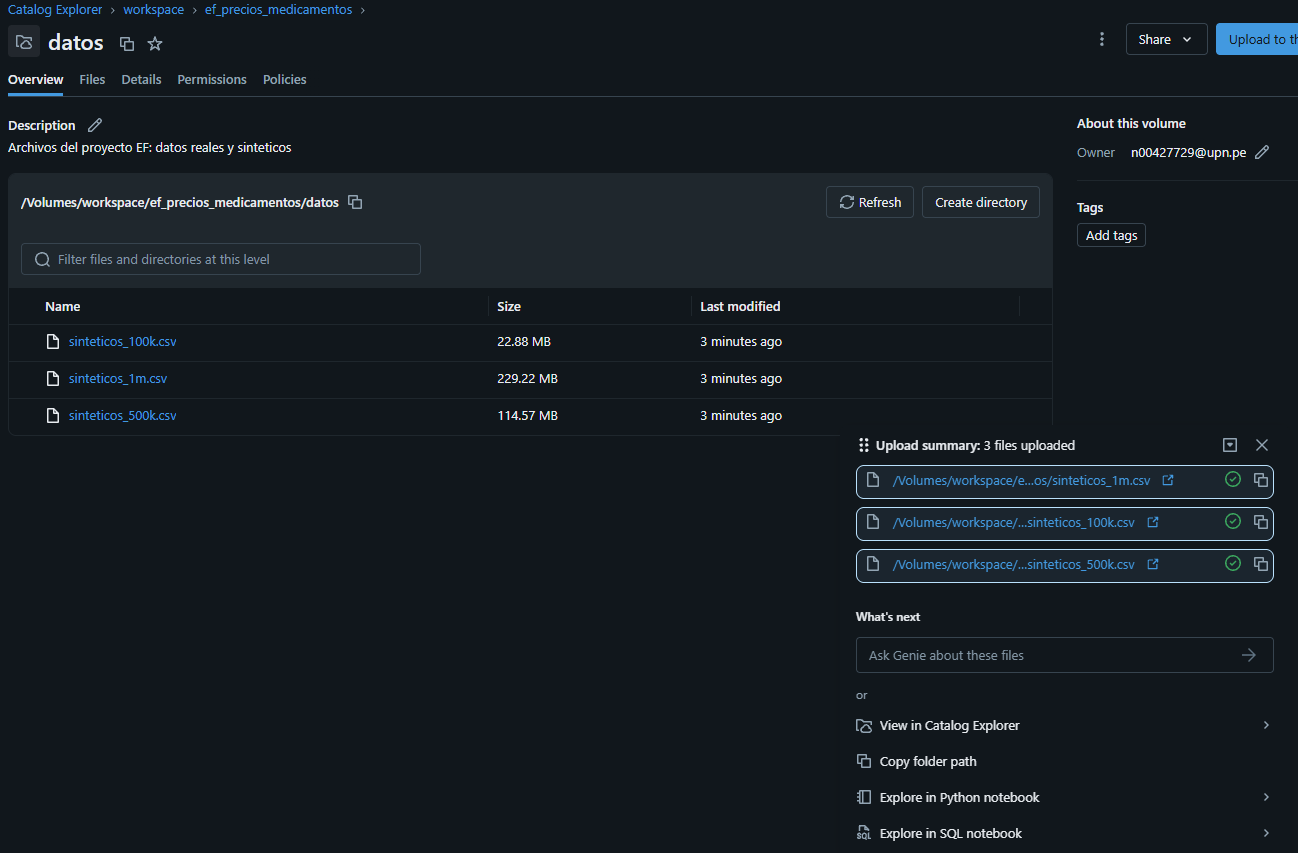 Catalog Explorer › workspace › ef_precios_medicamentos ›
datos
Share
Upload to th
Overview Files Details Permissions Policies
Description
Archivos del proyecto EF: datos reales y sinteticos
About this volume
Owner n00427729@upn.pe
Tags
Add tags
/Volumes/workspace/ef_precios_medicamentos/datos
Refresh
Create directory
Filter files and directories at this level
Name Size Last modified
sinteticos_100k.csv 22.88 MB 3 minutes ago
sinteticos_1m.csv 229.22 MB 3 minutes ago
sinteticos_500k.csv 114.57 MB 3 minutes ago
Upload summary: 3 files uploaded
/Volumes/workspace/e...os/sinteticos_1m.csv
/Volumes/workspace/...sinteticos_100k.csv
/Volumes/workspace/...sinteticos_500k.csv
What's next
Ask Genie about these files
or
View in Catalog Explorer
Copy folder path
Explore in Python notebook
SQL Explore in SQL notebook